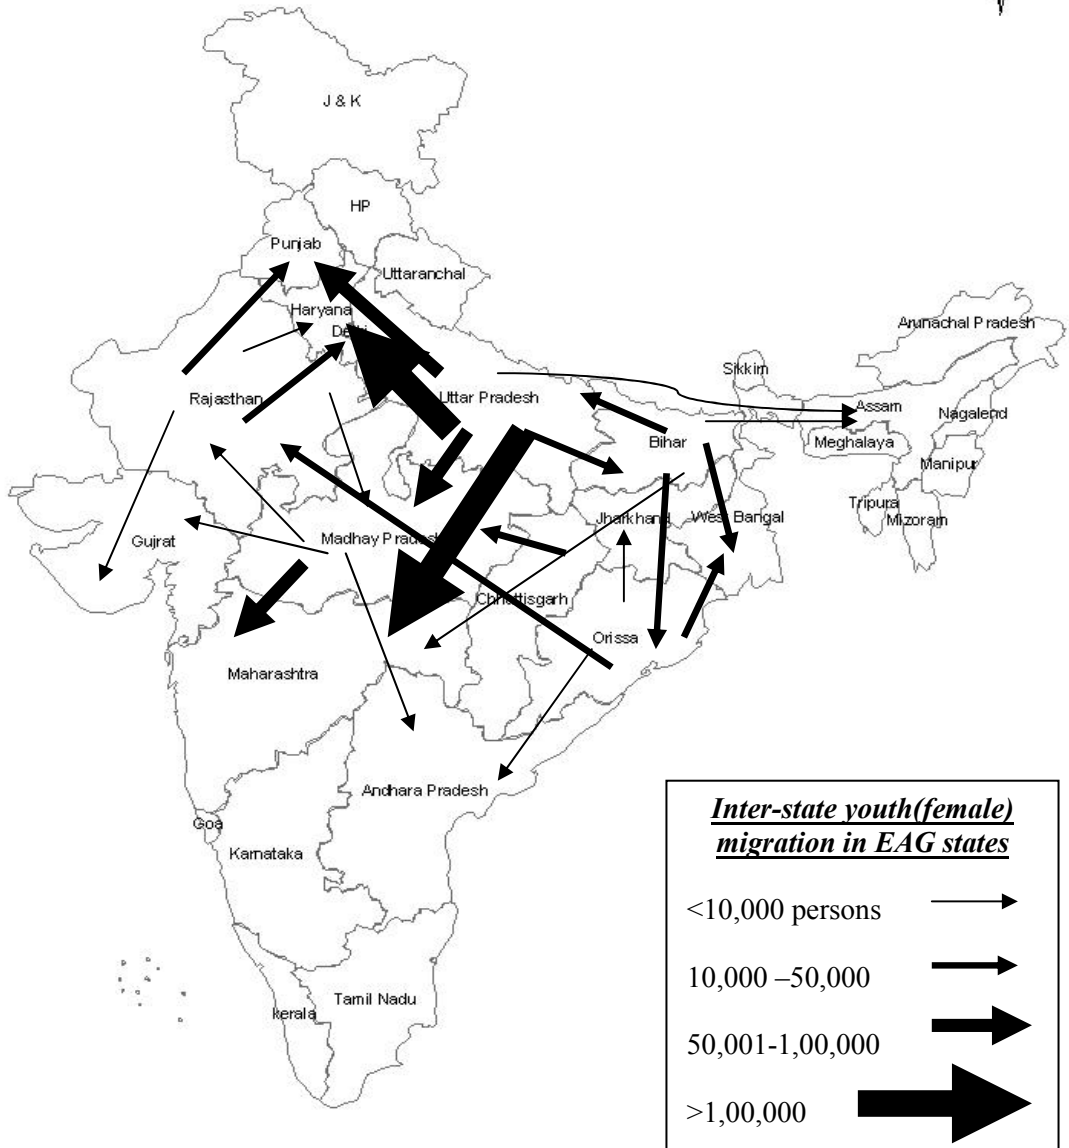 J & K
HP
Punjab
Uttaranchal
Haryana
Delhi
Arunachal Pradesh
Sikkim
Rajasthan
Uttar Pradesh
Assam
Nagalend
Bihar
Meghalaya
Manipur
Tripura
Mizoram
Jharkhand
West Bangal
Gujrat
Madhay Pradesh
Chhattisgarh
Orissa
Maharashtra
Andhara Pradesh
Goa
Karnataka
Tamil Nadu
kerala
Inter-state youth(female)
migration in EAG states
<10,000 persons
10,000 –50,000
50,001-1,00,000
>1,00,000